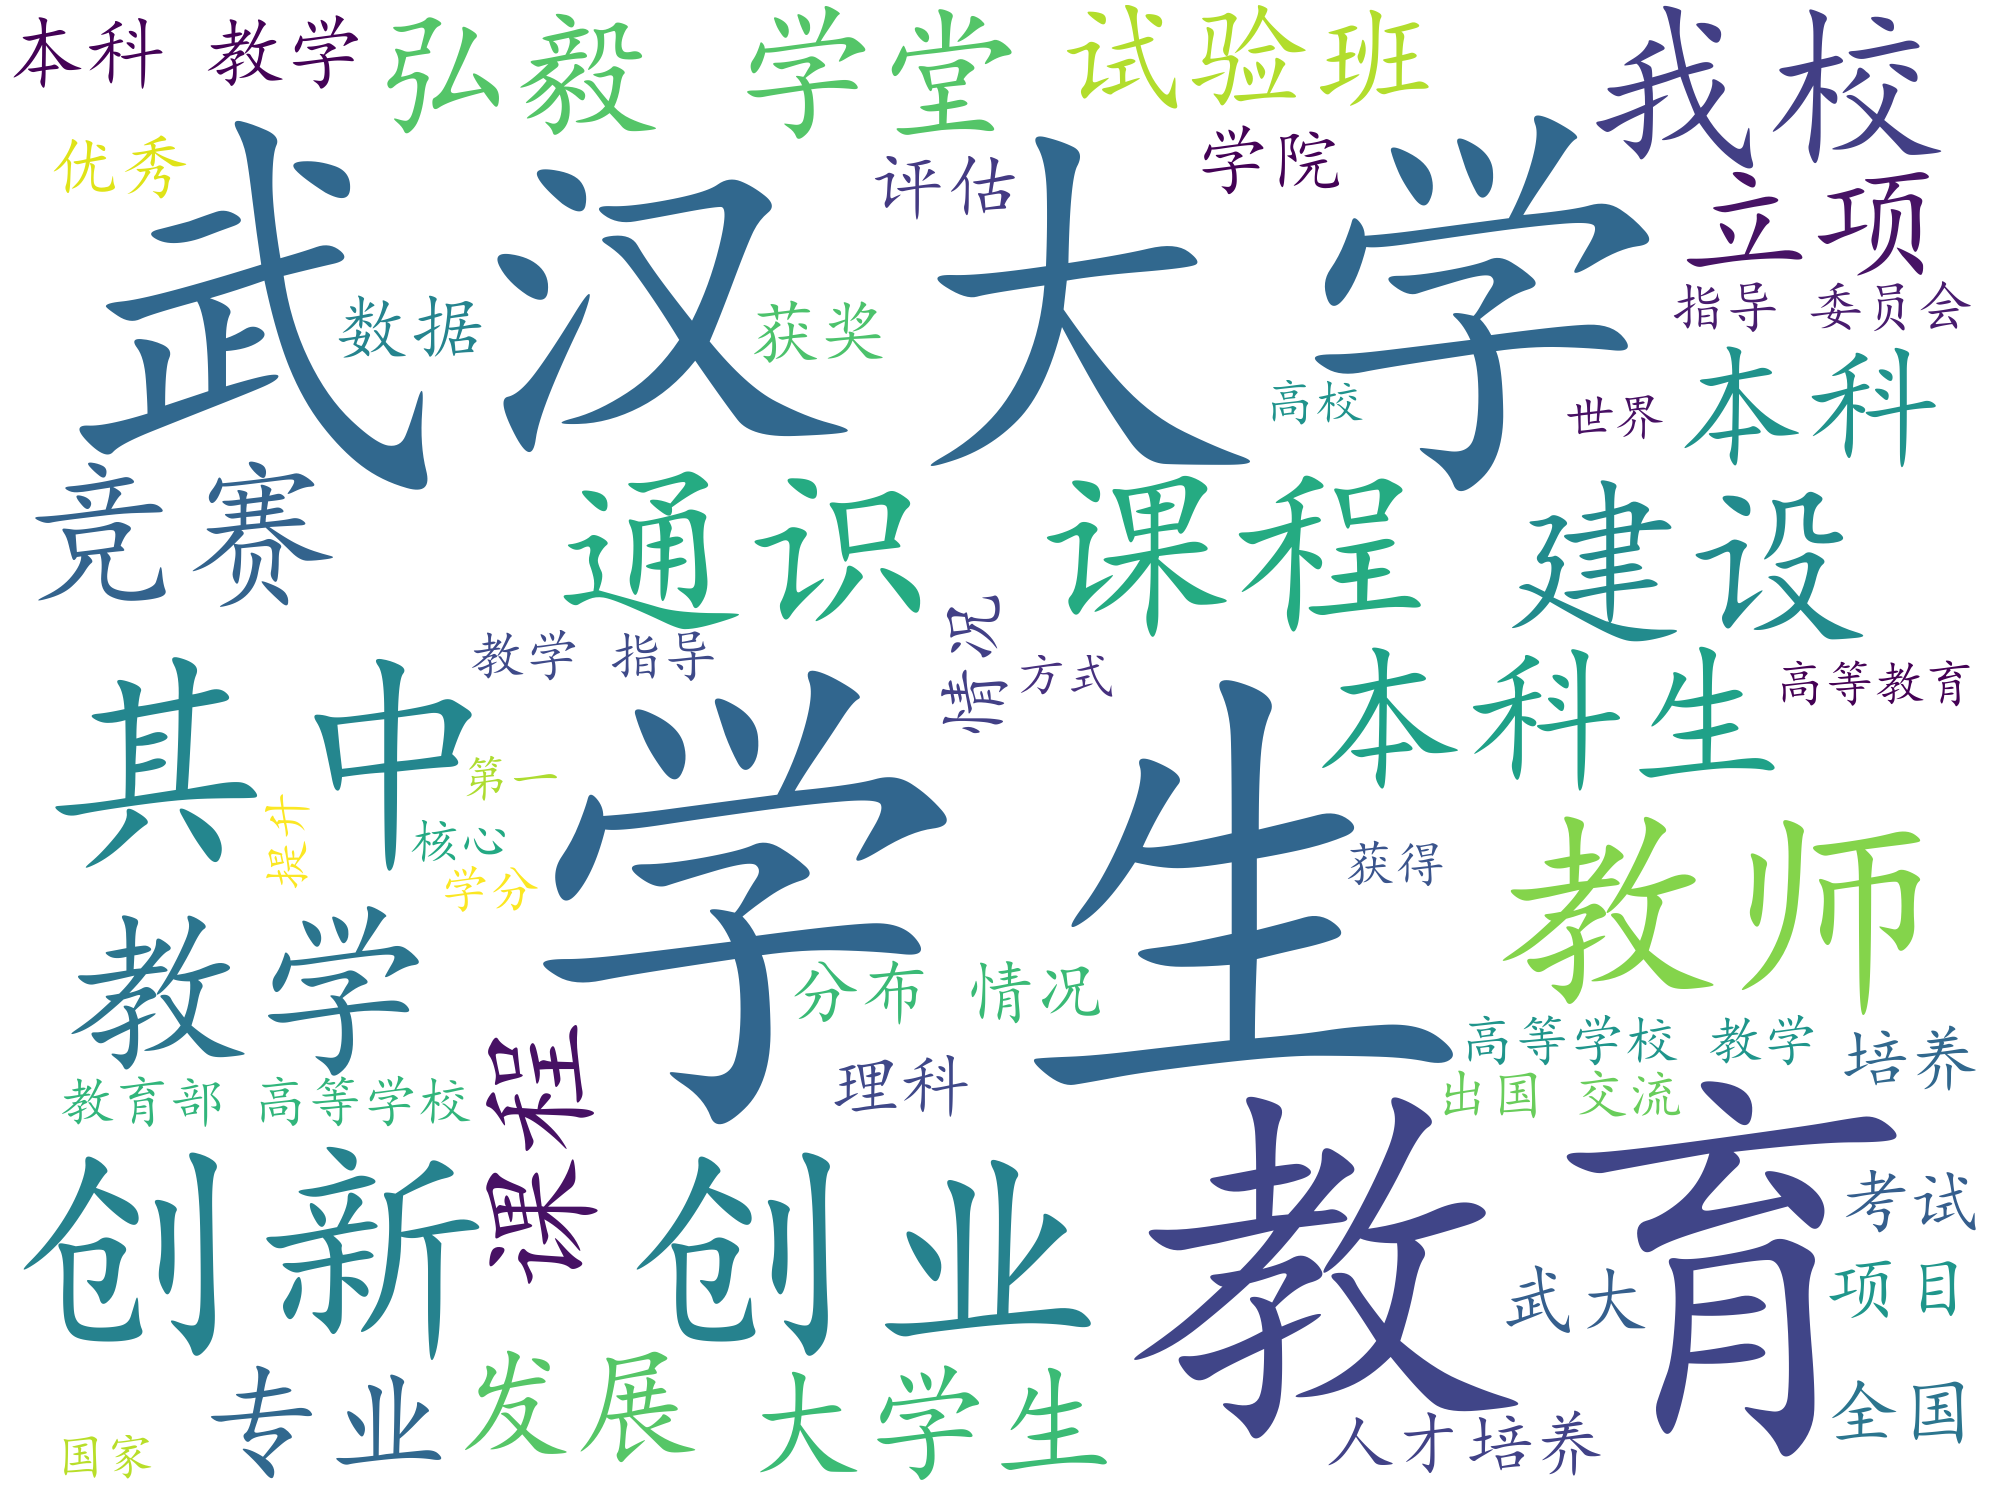 本科 教学
弘毅 学堂
试验班
我校
优秀
武汉大学
评估
学院
立项
数据
获奖
指导 委员会
高校
世界
本科
竞赛
通识 课程
建设
教学 指导
情况
方式
本科生
高等教育
其中
学生
第一
提升
核心
学分
获得
教师
教学
分布 情况
课程
理科
高等学校 教学
培养
教育部 高等学校
出国 交流
教育
创新 创业
考试
武大
项目
专业
发展
大学生
全国
人才培养
国家